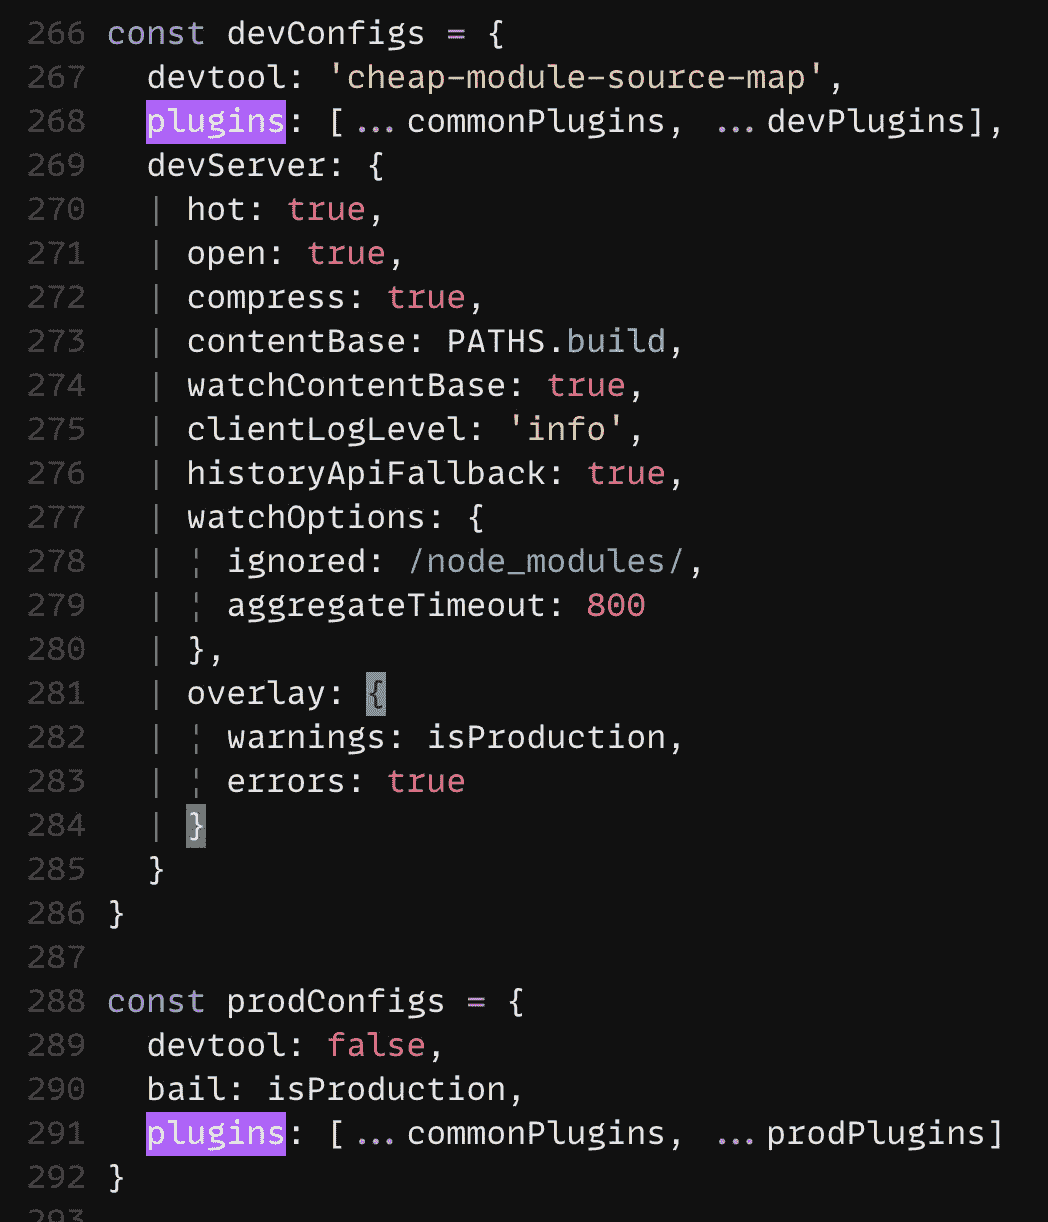 266 const devConfigs = {
267   devtool: 'cheap-module-source-map',
268   plugins: [...commonPlugins, ...devPlugins],
269   devServer: {
270     hot: true,
271     open: true,
272     compress: true,
273     contentBase: PATHS.build,
274     watchContentBase: true,
275     clientLogLevel: 'info',
276     historyApiFallback: true,
277     watchOptions: {
278       ignored: /node_modules/,
279       aggregateTimeout: 800
280     },
281     overlay: {
282       warnings: isProduction,
283       errors: true
284     }
285   }
286 }
287
288 const prodConfigs = {
289   devtool: false,
290   bail: isProduction,
291   plugins: [...commonPlugins, ...prodPlugins]
292 }
293